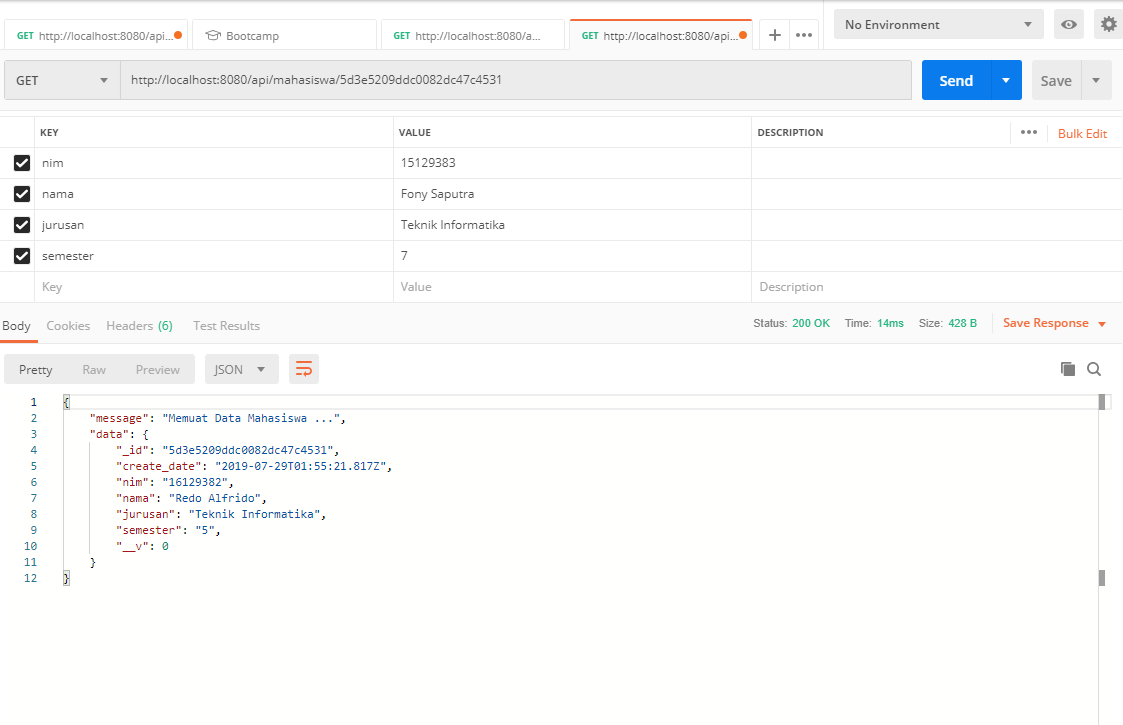 GET http://localhost:8080/api... Bootcamp GET http://localhost:8080/a... GET http://localhost:8080/api... + ••• No Environment
GET http://localhost:8080/api/mahasiswa/5d3e5209ddc0082dc47c4531 Send Save
KEY VALUE DESCRIPTION ••• Bulk Edit
nim 15129383
nama Fony Saputra
jurusan Teknik Informatika
semester 7
Key Value Description
Body Cookies Headers (6) Test Results Status: 200 OK Time: 14ms Size: 428 B Save Response
Pretty Raw Preview JSON
1 {
2 "message": "Memuat Data Mahasiswa ...",
3 "data": {
4 "_id": "5d3e5209ddc0082dc47c4531",
5 "create_date": "2019-07-29T01:55:21.817Z",
6 "nim": "16129382",
7 "nama": "Redo Alfrido",
8 "jurusan": "Teknik Informatika",
9 "semester": "5",
10 "__v": 0
11 }
12 }